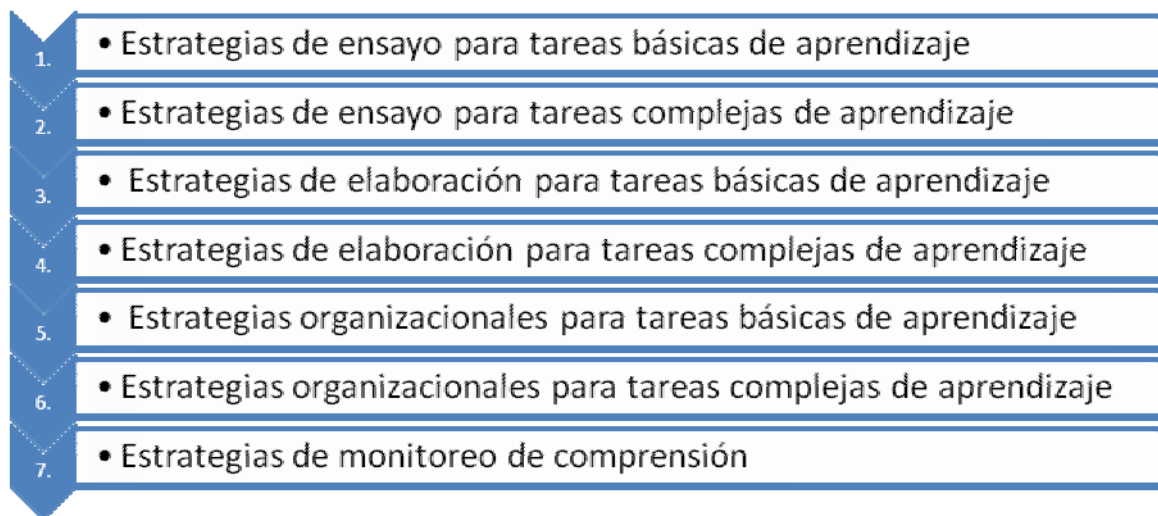 1. • Estrategias de ensayo para tareas básicas de aprendizaje
2. • Estrategias de ensayo para tareas complejas de aprendizaje
3. • Estrategias de elaboración para tareas básicas de aprendizaje
4. • Estrategias de elaboración para tareas complejas de aprendizaje
5. • Estrategias organizacionales para tareas básicas de aprendizaje
6. • Estrategias organizacionales para tareas complejas de aprendizaje
7. • Estrategias de monitoreo de comprensión